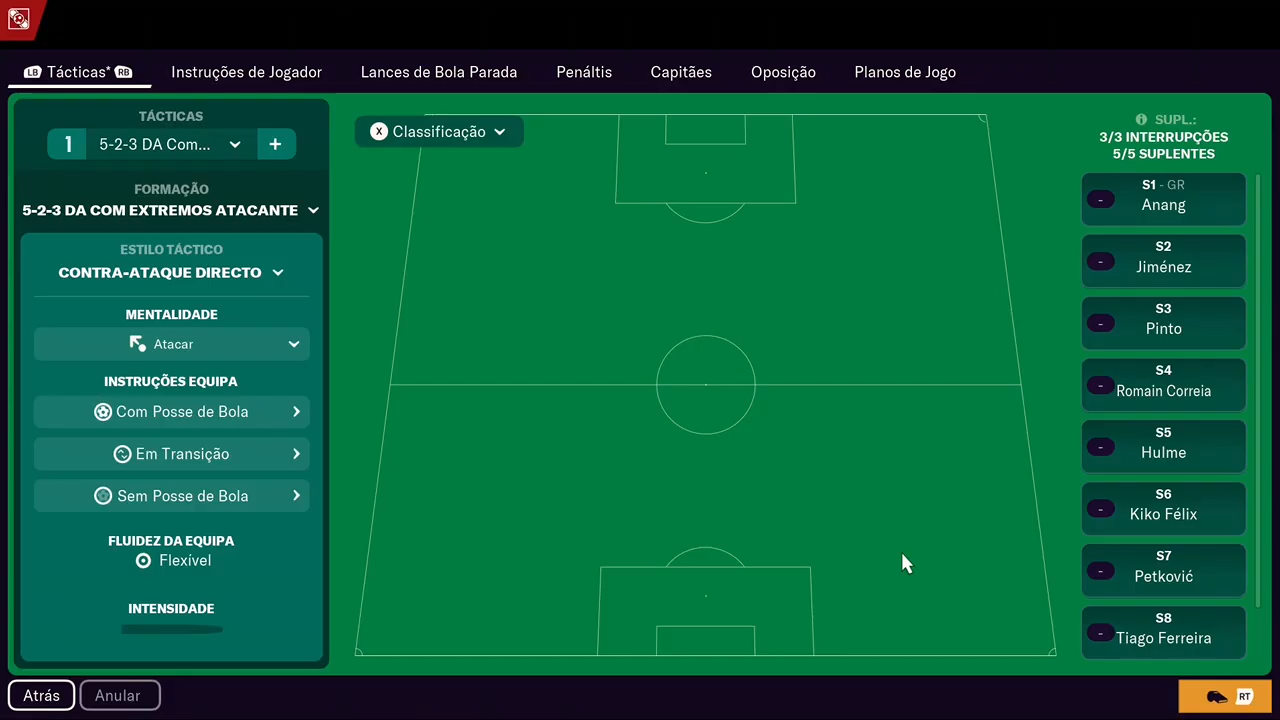 LB Tácticas* RB
Instruções de Jogador
Lances de Bola Parada
Penáltis
Capitães
Oposição
Planos de Jogo
TÁCTICAS
1 5-2-3 DA Com... +
FORMAÇÃO
5-2-3 DA COM EXTREMOS ATACANTE
ESTILO TÁCTICO
CONTRA-ATAQUE DIRECTO
MENTALIDADE
Atacar
INSTRUÇÕES EQUIPA
Com Posse de Bola
Em Transição
Sem Posse de Bola
FLUIDEZ DA EQUIPA
Flexível
INTENSIDADE
X Classificação
SUPL.:
3/3 INTERRUPÇÕES
5/5 SUPLENTES
S1 - GR
- Anang
S2
- Jiménez
S3
- Pinto
S4
- Romain Correia
S5
- Hulme
S6
- Kiko Félix
S7
- Petković
S8
- Tiago Ferreira
Atrás
Anular
RT